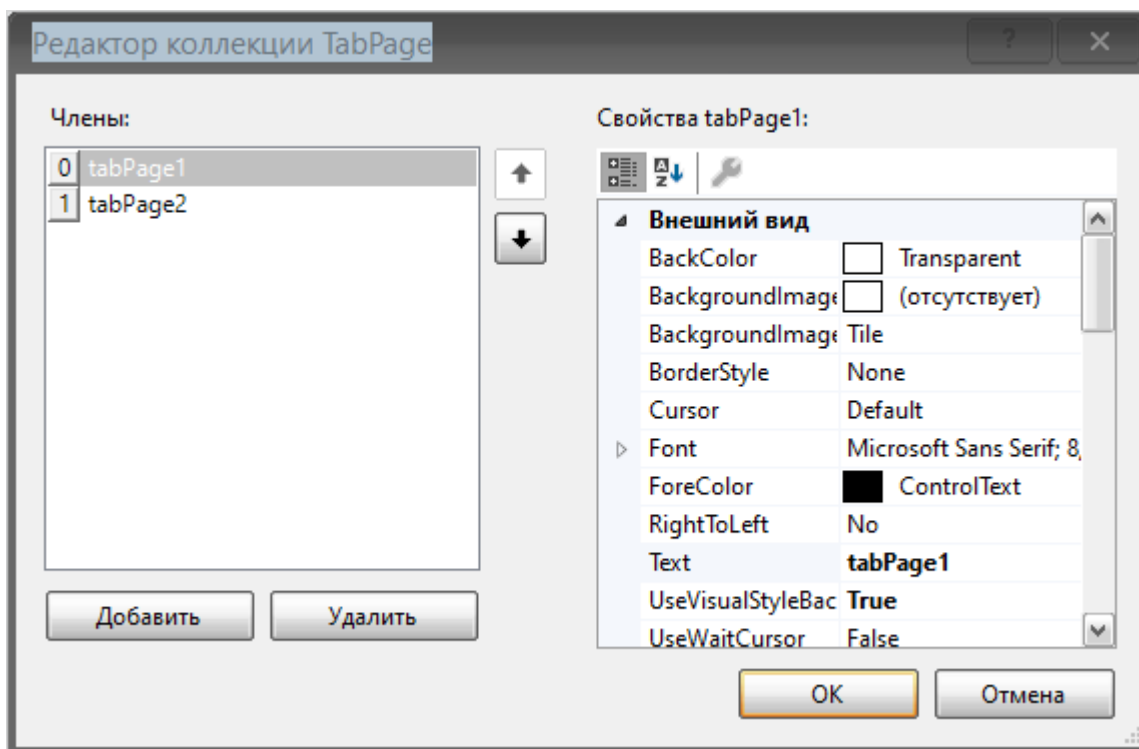 Редактор коллекции TabPage
?
Члены:
0 tabPage1
1 tabPage2
Добавить Удалить
Свойства tabPage1:
Внешний вид
BackColor Transparent
BackgroundImage (отсутствует)
BackgroundImage Tile
BorderStyle None
Cursor Default
Font Microsoft Sans Serif; 8,
ForeColor ControlText
RightToLeft No
Text tabPage1
UseVisualStyleBac True
UseWaitCursor False
OK Отмена